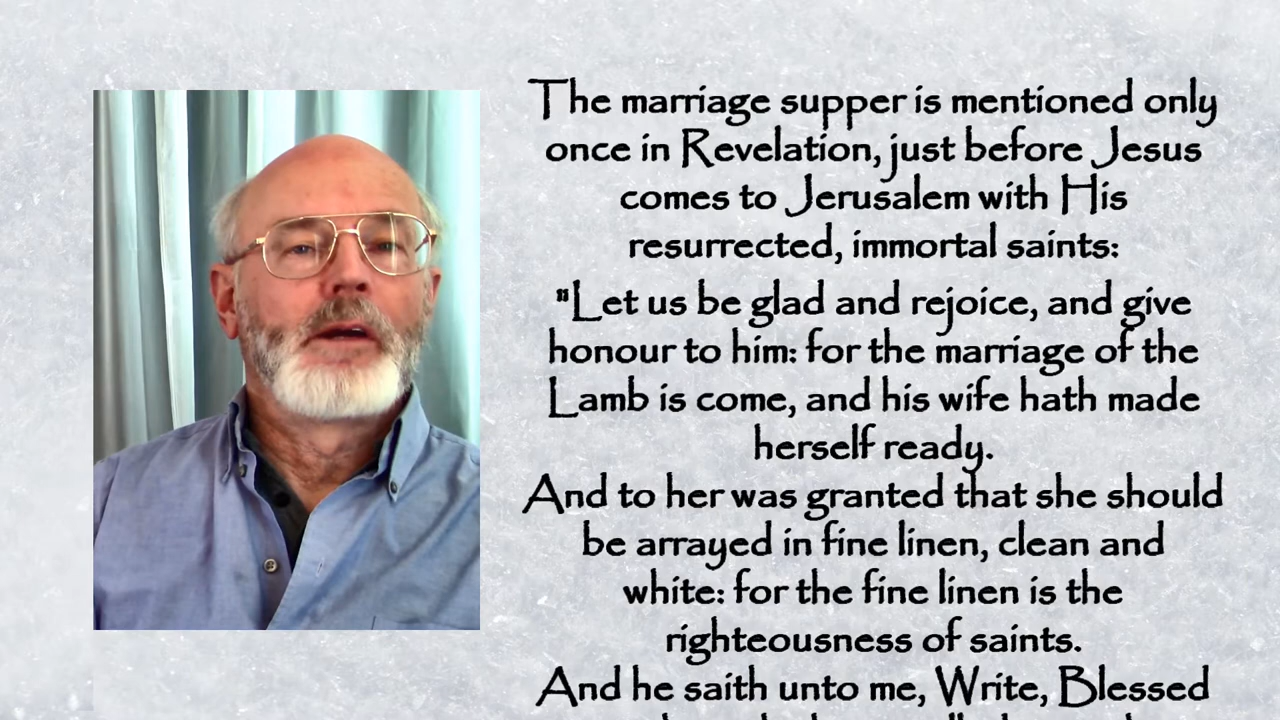 The marriage supper is mentioned only
once in Revelation, just before Jesus
comes to Jerusalem with His
resurrected, immortal saints:
"Let us be glad and rejoice, and give
honour to him: for the marriage of the
Lamb is come, and his wife hath made
herself ready.
And to her was granted that she should
be arrayed in fine linen, clean and
white: for the fine linen is the
righteousness of saints.
And he saith unto me, Write, Blessed